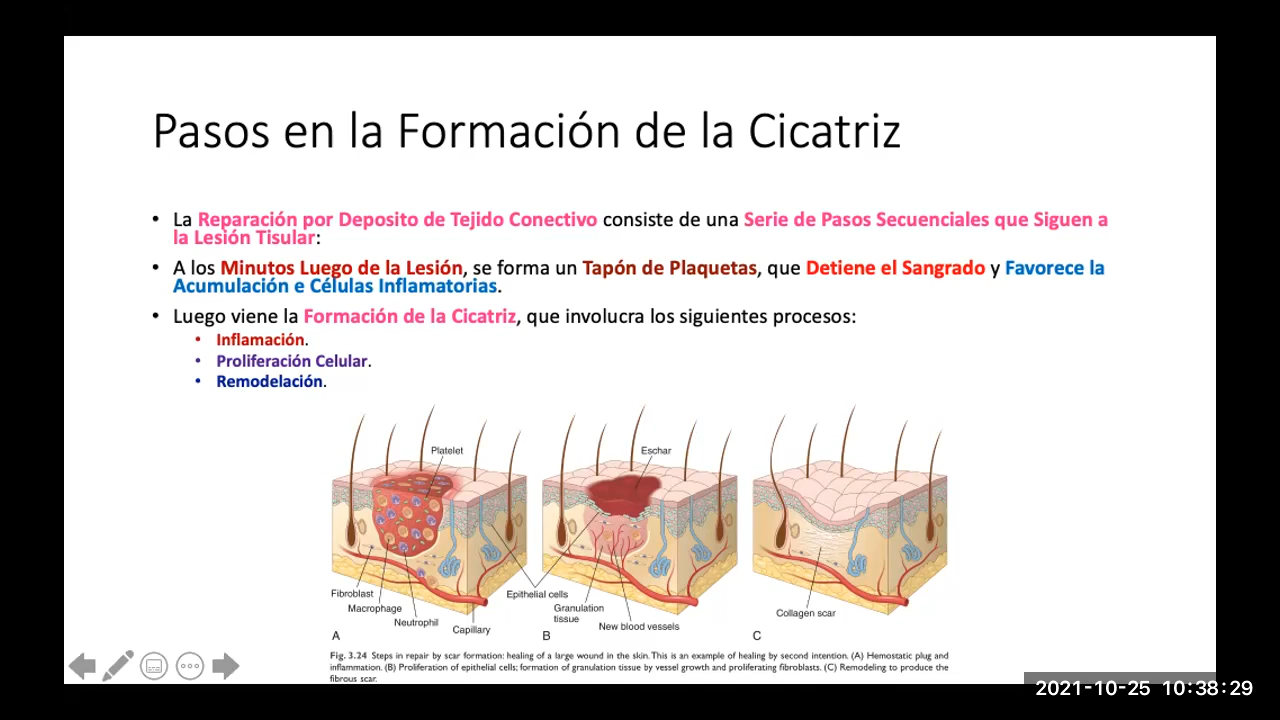 Pasos en la Formación de la Cicatriz
• La Reparación por Deposito de Tejido Conectivo consiste de una Serie de Pasos Secuenciales que Siguen a
la Lesión Tisular:
• A los Minutos Luego de la Lesión, se forma un Tapón de Plaquetas, que Detiene el Sangrado y Favorece la
Acumulación e Células Inflamatorias.
• Luego viene la Formación de la Cicatriz, que involucra los siguientes procesos:
• Inflamación.
• Proliferación Celular.
• Remodelación.
Platelet
Fibroblast
Macrophage
Neutrophil
Capillary
Epithelial cells
A
Eschar
Granulation
tissue
New blood vessels
B
Collagen scar
C
Fig. 3.24 Steps in repair by scar formation: healing of a large wound in the skin. This is an example of healing by second intention. (A) Hemostatic plug and
inflammation. (B) Proliferation of epithelial cells; formation of granulation tissue by vessel growth and proliferating fibroblasts. (C) Remodeling to produce the
fibrous scar.
2021-10-25 10:38:29